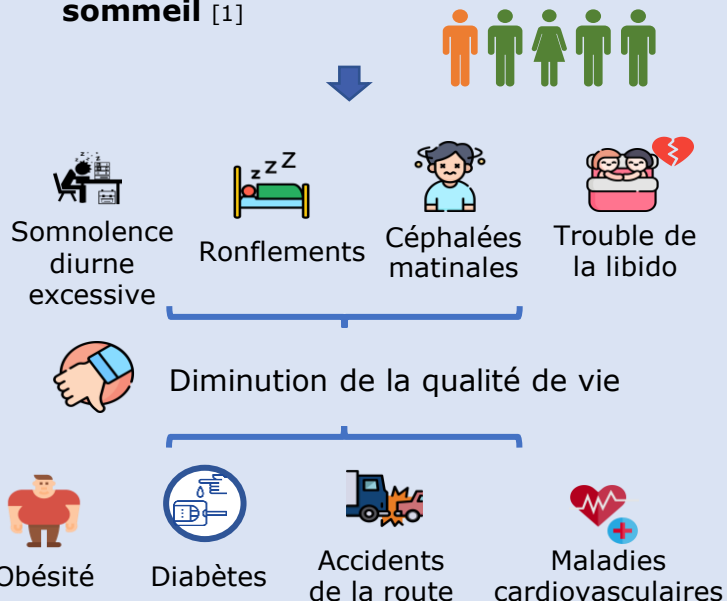 sommeil [1]
z z Z
Somnolence
diurne
excessive
Ronflements
Céphalées
matinales
Trouble de
la libido
Diminution de la qualité de vie
Obésité
Diabètes
Accidents
de la route
Maladies
cardiovasculaires